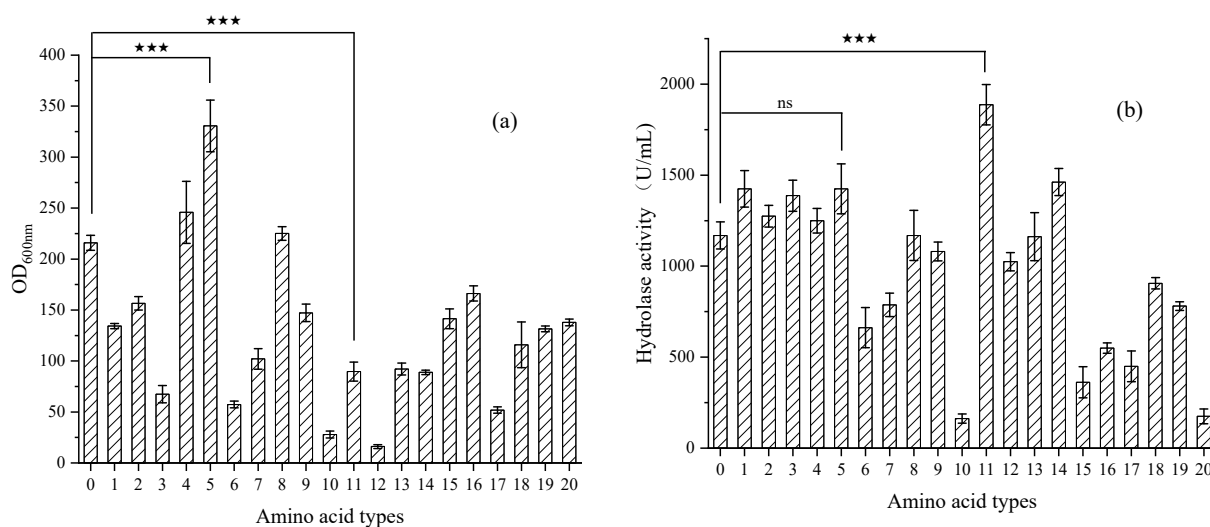 ★★★
★★★
(a)
400
350
300
250
200
150
100
50
0
OD600nm
0 1 2 3 4 5 6 7 8 9 10 11 12 13 14 15 16 17 18 19 20
Amino acid types
★★★
ns
(b)
2000
1500
1000
500
0
Hydrolase activity （U/mL）
0 1 2 3 4 5 6 7 8 9 10 11 12 13 14 15 16 17 18 19 20
Amino acid types